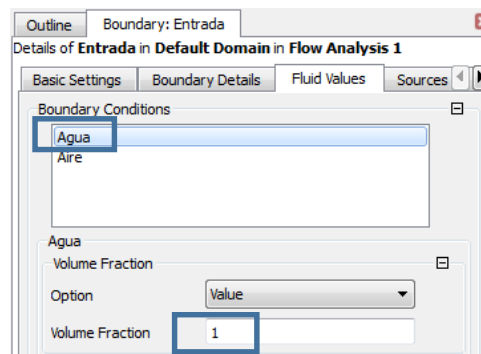 Outline Boundary: Entrada
Details of Entrada in Default Domain in Flow Analysis 1
Basic Settings Boundary Details Fluid Values Sources
Boundary Conditions
Agua
Aire
Agua
Volume Fraction
Option Value
Volume Fraction 1